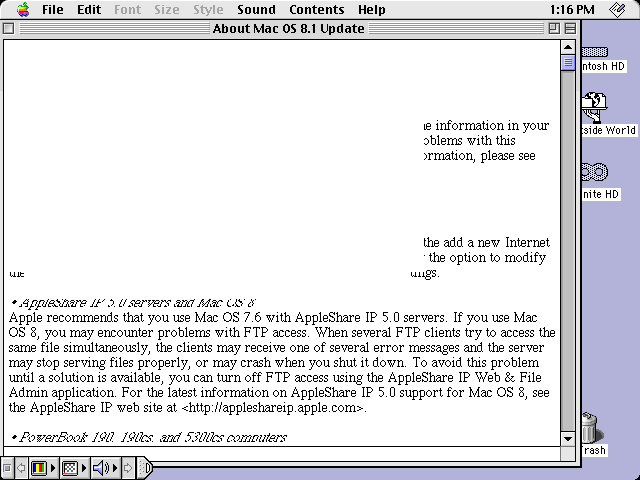 File Edit Font Size Style Sound Contents Help 1:16 PM
About Mac OS 8.1 Update
ntosh HD
e information in your
oblems with this
ormation, please see
tside World
nite HD
the add a new Internet
the option to modify
ngs.
• AppleShare IP 5.0 servers and Mac OS 8
Apple recommends that you use Mac OS 7.6 with AppleShare IP 5.0 servers. If you use Mac
OS 8, you may encounter problems with FTP access. When several FTP clients try to access the
same file simultaneously, the clients may receive one of several error messages and the server
may stop serving files properly, or may crash when you shut it down. To avoid this problem
until a solution is available, you can turn off FTP access using the AppleShare IP Web & File
Admin application. For the latest information on AppleShare IP 5.0 support for Mac OS 8, see
the AppleShare IP web site at <http://appleshareip.apple.com>.
• PowerBook 190, 190cs, and 5300cs computers
rash